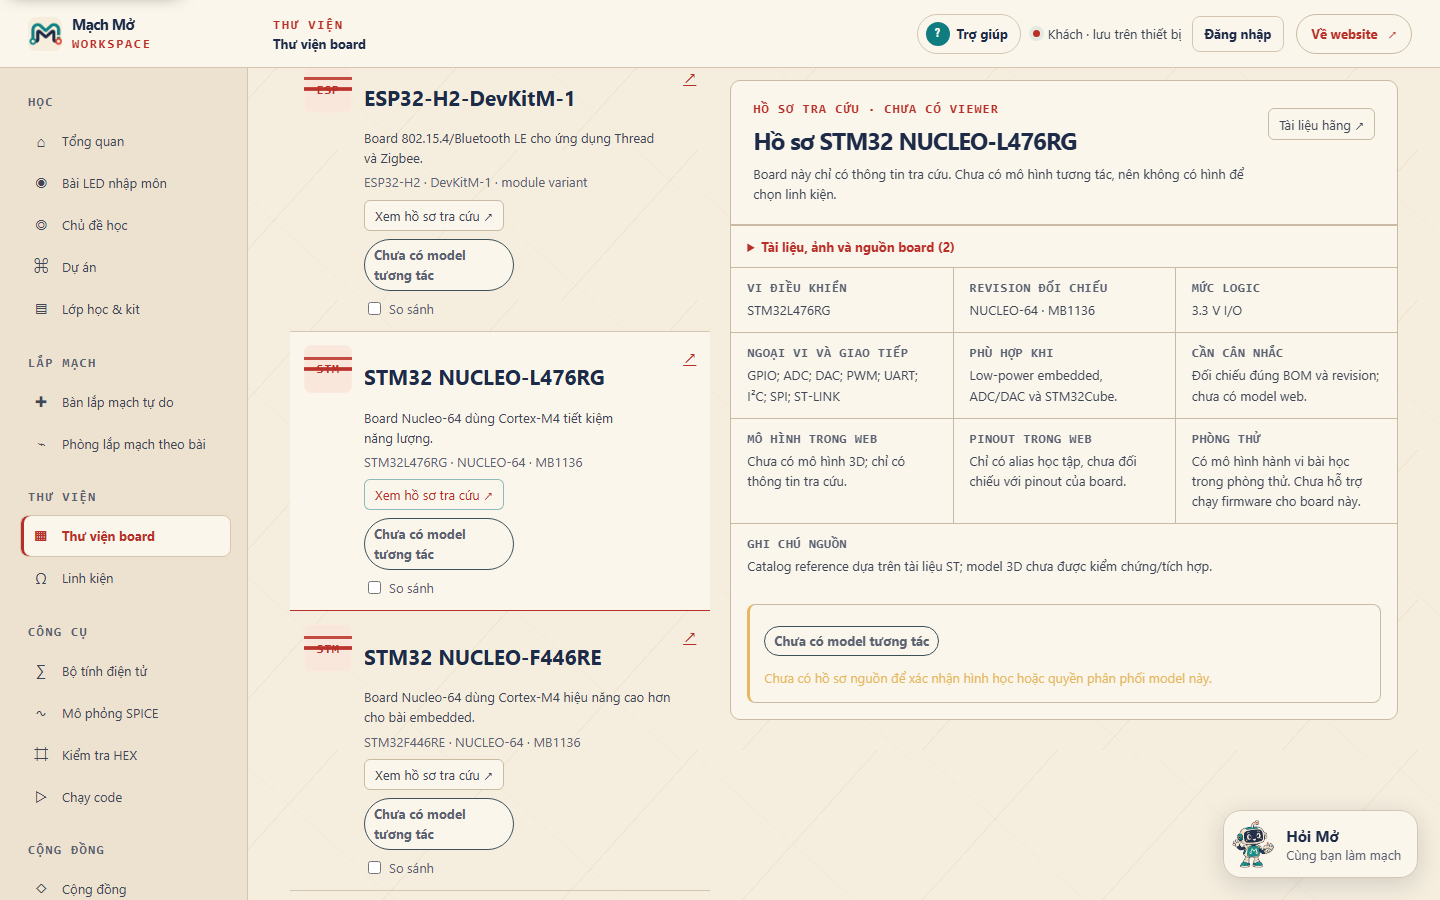 Mạch Mở
WORKSPACE
THƯ VIỆN
Thư viện board
? Trợ giúp
Khách · lưu trên thiết bị
Đăng nhập
Về website ↗
HỌC
Tổng quan
Bài LED nhập môn
Chủ đề học
Dự án
Lớp học & kit
LẮP MẠCH
Bàn lắp mạch tự do
Phòng lắp mạch theo bài
THƯ VIỆN
Thư viện board
Linh kiện
CÔNG CỤ
Bộ tính điện tử
Mô phỏng SPICE
Kiểm tra HEX
Chạy code
CỘNG ĐỒNG
Cộng đồng
ESP
ESP32-H2-DevKitM-1
↗
Board 802.15.4/Bluetooth LE cho ứng dụng Thread
và Zigbee.
ESP32-H2 · DevKitM-1 · module variant
Xem hồ sơ tra cứu ↗
Chưa có model
tương tác
So sánh
STM
STM32 NUCLEO-L476RG
↗
Board Nucleo-64 dùng Cortex-M4 tiết kiệm
năng lượng.
STM32L476RG · NUCLEO-64 · MB1136
Xem hồ sơ tra cứu ↗
Chưa có model
tương tác
So sánh
STM
STM32 NUCLEO-F446RE
↗
Board Nucleo-64 dùng Cortex-M4 hiệu năng cao hơn
cho bài embedded.
STM32F446RE · NUCLEO-64 · MB1136
Xem hồ sơ tra cứu ↗
Chưa có model
tương tác
So sánh
HỒ SƠ TRA CỨU · CHƯA CÓ VIEWER
Hồ sơ STM32 NUCLEO-L476RG
Board này chỉ có thông tin tra cứu. Chưa có mô hình tương tác, nên không có hình để
chọn linh kiện.
Tài liệu hãng ↗
▶ Tài liệu, ảnh và nguồn board (2)
VI ĐIỀU KHIỂN
STM32L476RG
REVISION ĐỐI CHIẾU
NUCLEO-64 · MB1136
MỨC LOGIC
3.3 V I/O
NGOẠI VI VÀ GIAO TIẾP
GPIO; ADC; DAC; PWM; UART;
I²C; SPI; ST-LINK
PHÙ HỢP KHI
Low-power embedded,
ADC/DAC và STM32Cube.
CẦN CÂN NHẮC
Đối chiếu đúng BOM và revision;
chưa có model web.
MÔ HÌNH TRONG WEB
Chưa có mô hình 3D; chỉ có
thông tin tra cứu.
PINOUT TRONG WEB
Chỉ có alias học tập, chưa đối
chiếu với pinout của board.
PHÒNG THỬ
Có mô hình hành vi bài học
trong phòng thử. Chưa hỗ trợ
chạy firmware cho board này.
GHI CHÚ NGUỒN
Catalog reference dựa trên tài liệu ST; model 3D chưa được kiểm chứng/tích hợp.
Chưa có model tương tác
Chưa có hồ sơ nguồn để xác nhận hình học hoặc quyền phân phối model này.
Hỏi Mở
Cùng bạn làm mạch